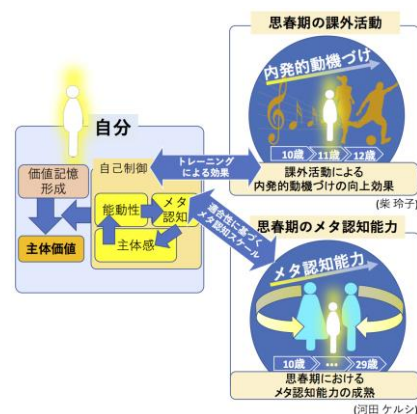 思春期の課外活動
内発的動機づけ
10歳
11歳
12歳
課外活動による
内発的動機づけの向上効果
(柴 玲子)
自分
価値記憶
形成
主体価値
自己制御
能動性
メタ
認知
主体感
トレーニング
による効果
適合性に基づく
メタ認知スケール
思春期のメタ認知能力
メタ認知能力
10歳
•••
29歳
思春期における
メタ認知能力の成熟
(河田 ケルシ)